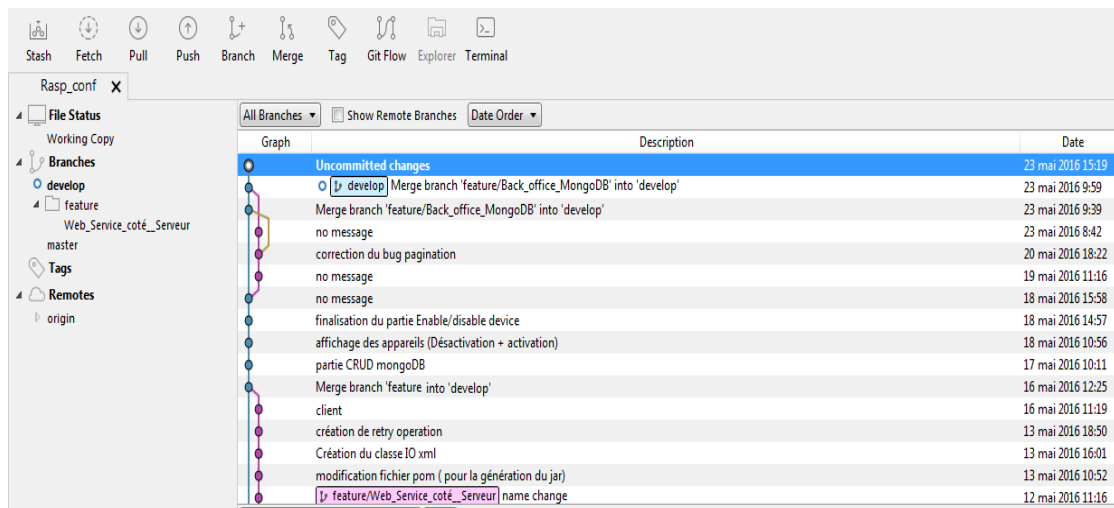 Stash Fetch Pull Push Branch Merge Tag Git Flow Explorer Terminal
Rasp_conf
File Status
Working Copy
Branches
develop
feature
Web_Service_coté__Serveur
master
Tags
Remotes
origin
All Branches Show Remote Branches Date Order
Graph Description Date
Uncommitted changes 23 mai 2016 15:19
develop Merge branch 'feature/Back_office_MongoDB' into 'develop' 23 mai 2016 9:59
Merge branch 'feature/Back_office_MongoDB' into 'develop' 23 mai 2016 9:39
no message 23 mai 2016 8:42
correction du bug pagination 20 mai 2016 18:22
no message 19 mai 2016 11:16
no message 18 mai 2016 15:58
finalisation du partie Enable/disable device 18 mai 2016 14:57
affichage des appareils (Désactivation + activation) 18 mai 2016 10:56
partie CRUD mongoDB 17 mai 2016 10:11
Merge branch 'feature into 'develop' 16 mai 2016 12:25
client 16 mai 2016 11:19
création de retry operation 13 mai 2016 18:50
Création du classe IO xml 13 mai 2016 16:01
modification fichier pom ( pour la génération du jar) 13 mai 2016 10:52
feature/Web_Service_coté__Serveur name change 12 mai 2016 11:16